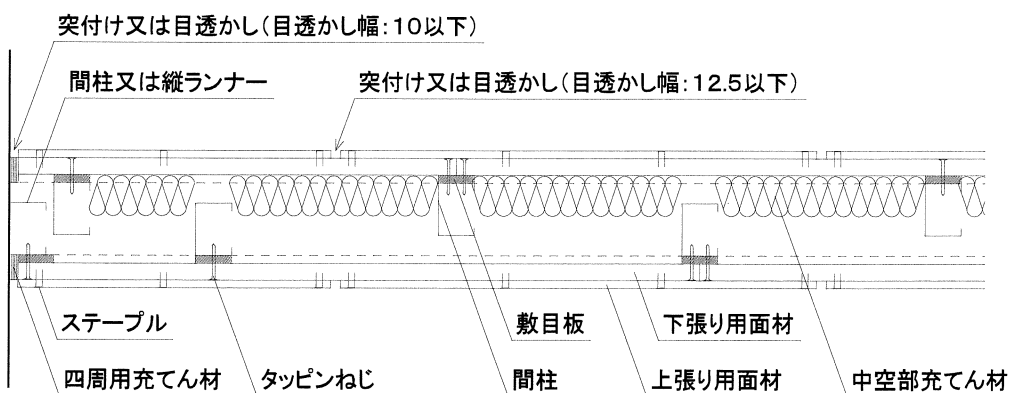 突付け又は目透かし（目透かし幅：10以下）
間柱又は縦ランナー
突付け又は目透かし（目透かし幅：12.5以下）
ステープル
敷目板
下張り用面材
四周用充てん材
タッピンねじ
間柱
上張り用面材
中空部充てん材